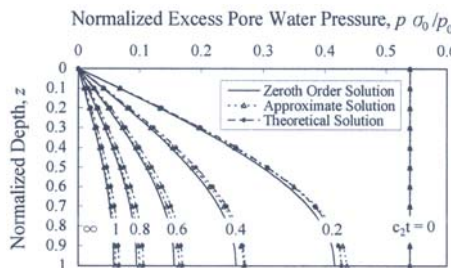 Normalized Excess Pore Water Pressure, p σ₀/p₀
0 0.1 0.2 0.3 0.4 0.5 0.6
Normalized Depth, z
0
0.1
0.2
0.3
0.4
0.5
0.6
0.7
0.8
0.9
1
Zeroth Order Solution
Approximate Solution
Theoretical Solution
∞ 1 0.8 0.6 0.4 0.2 c₂t = 0